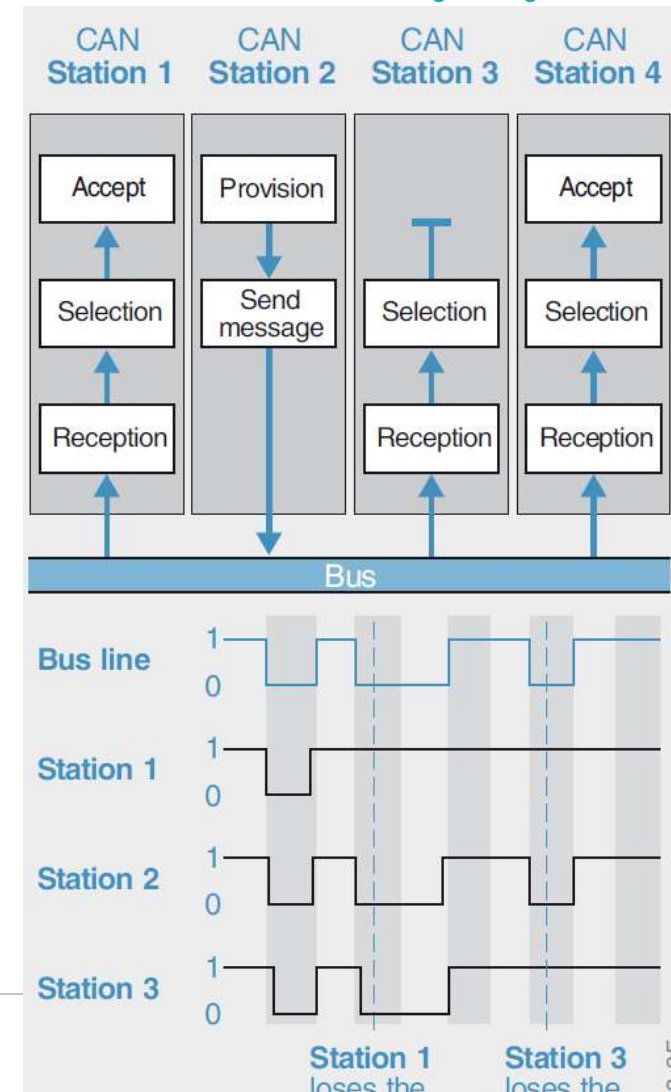 CAN
Station 1
CAN
Station 2
CAN
Station 3
CAN
Station 4
Accept
Provision
Accept
Selection
Send
message
Selection
Selection
Reception
Reception
Reception
Bus
Bus line
1
0
Station 1
1
0
Station 2
1
0
Station 3
1
0
Station 1
loses the
Station 3
loses the